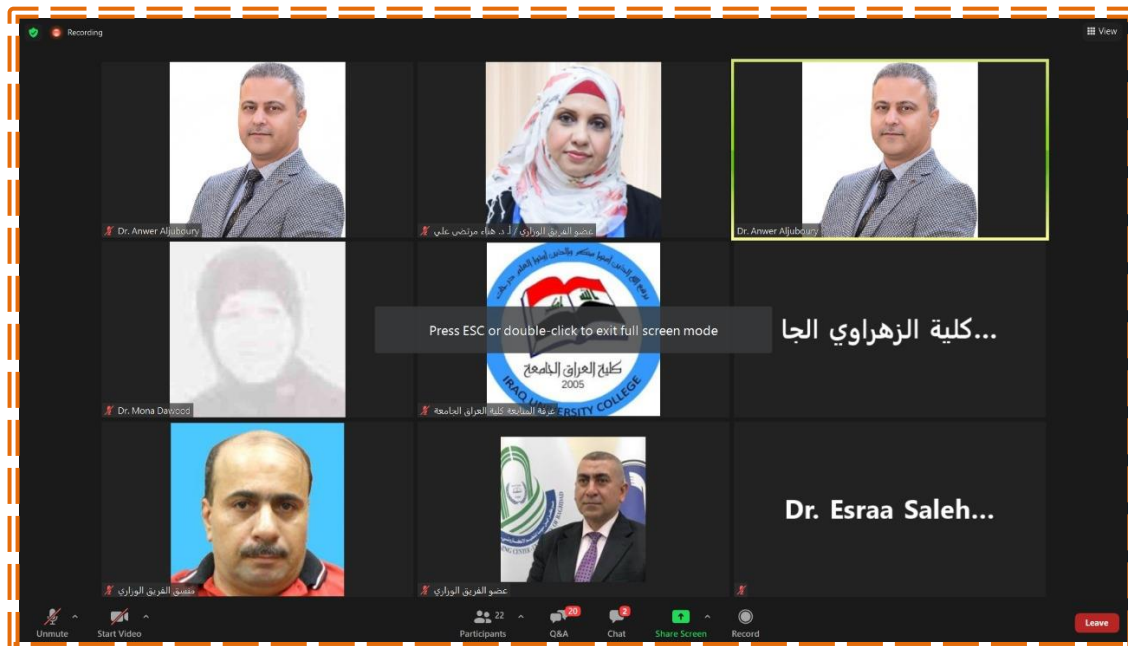 Recording
View
Dr. Anwer Aljuboury
عضو الفريق الوزاري / أ.د. هناء مرتضى علي
Dr. Anwer Aljuboury
Press ESC or double-click to exit full screen mode
كلية العراق الجامعة
2005
IRAQ UNIVERSITY COLLEGE
كلية الزهراوي الجا...
Dr. Mona Dawood
غرفة المتابعة كلية العراق الجامعة
Dr. Esraa Saleh...
منسق الفريق الوزاري
عضو الفريق الوزاري
Unmute
Start Video
22
Participants
20
Q&A
2
Chat
Share Screen
Record
Leave